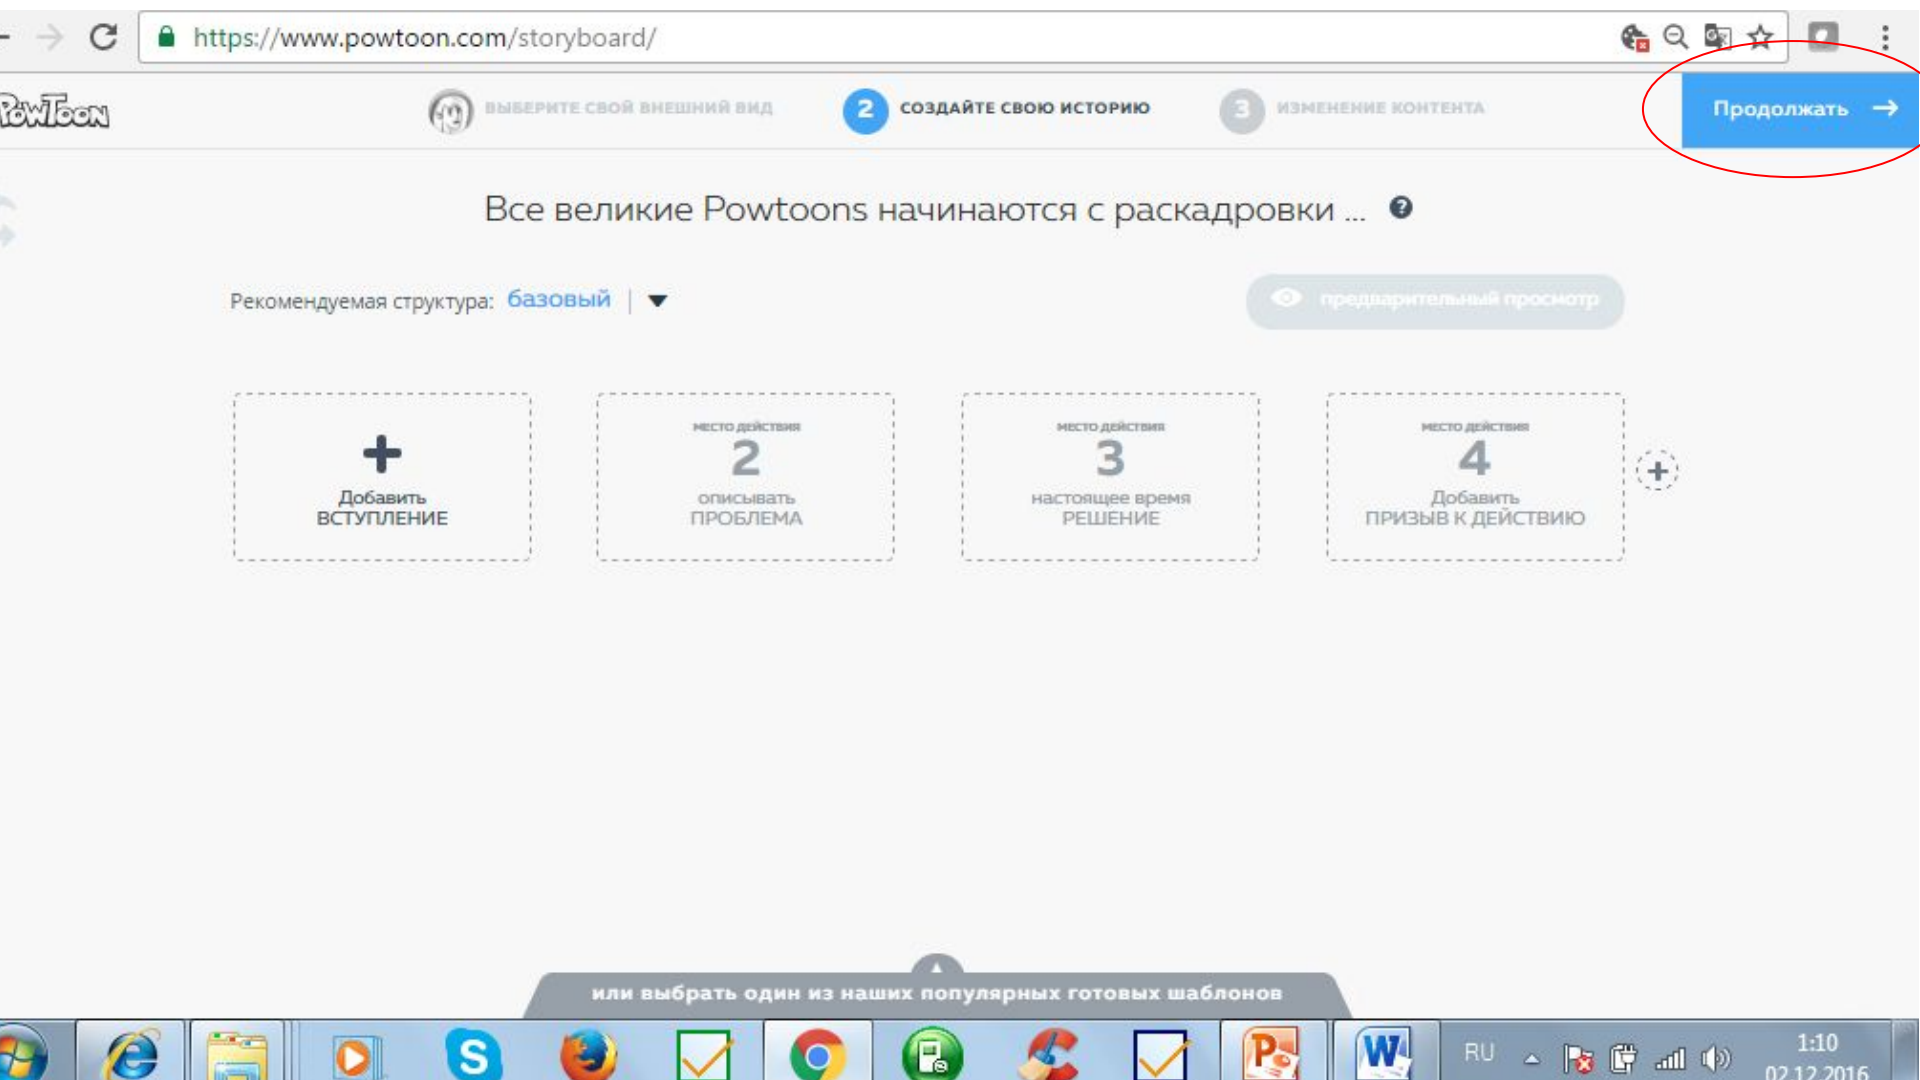 https://www.powtoon.com/storyboard/
POWTOON
ВЫБЕРИТЕ СВОЙ ВНЕШНИЙ ВИД
2 СОЗДАЙТЕ СВОЮ ИСТОРИЮ
3 ИЗМЕНЕНИЕ КОНТЕНТА
Продолжать →
Все великие Powtoons начинаются с раскадровки ... ?
Рекомендуемая структура: базовый | ▼
предварительный просмотр
+
Добавить
ВСТУПЛЕНИЕ
МЕСТО ДЕЙСТВИЯ
2
описывать
ПРОБЛЕМА
МЕСТО ДЕЙСТВИЯ
3
настоящее время
РЕШЕНИЕ
МЕСТО ДЕЙСТВИЯ
4
Добавить
ПРИЗЫВ К ДЕЙСТВИЮ
+
или выбрать один из наших популярных готовых шаблонов
RU
1:10
02.12.2016